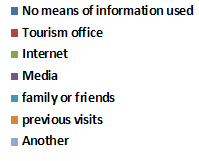 No means of information used
Tourism office
Internet
Media
family or friends
previous visits
Another